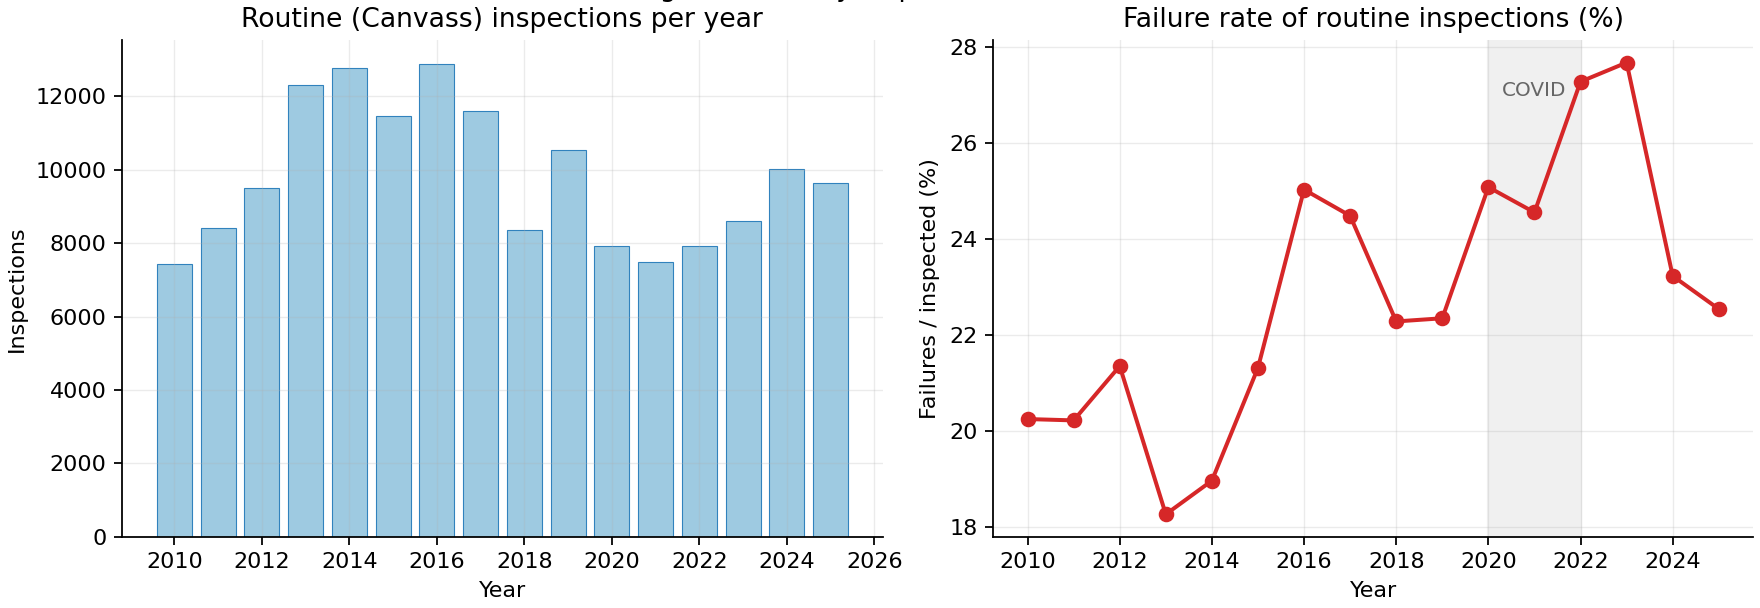 Routine (Canvass) inspections per year
Inspections
12000
10000
8000
6000
4000
2000
0
2010 2012 2014 2016 2018 2020 2022 2024 2026
Year
Failure rate of routine inspections (%)
Failures / inspected (%)
28
26
24
22
20
18
COVID
2010 2012 2014 2016 2018 2020 2022 2024
Year